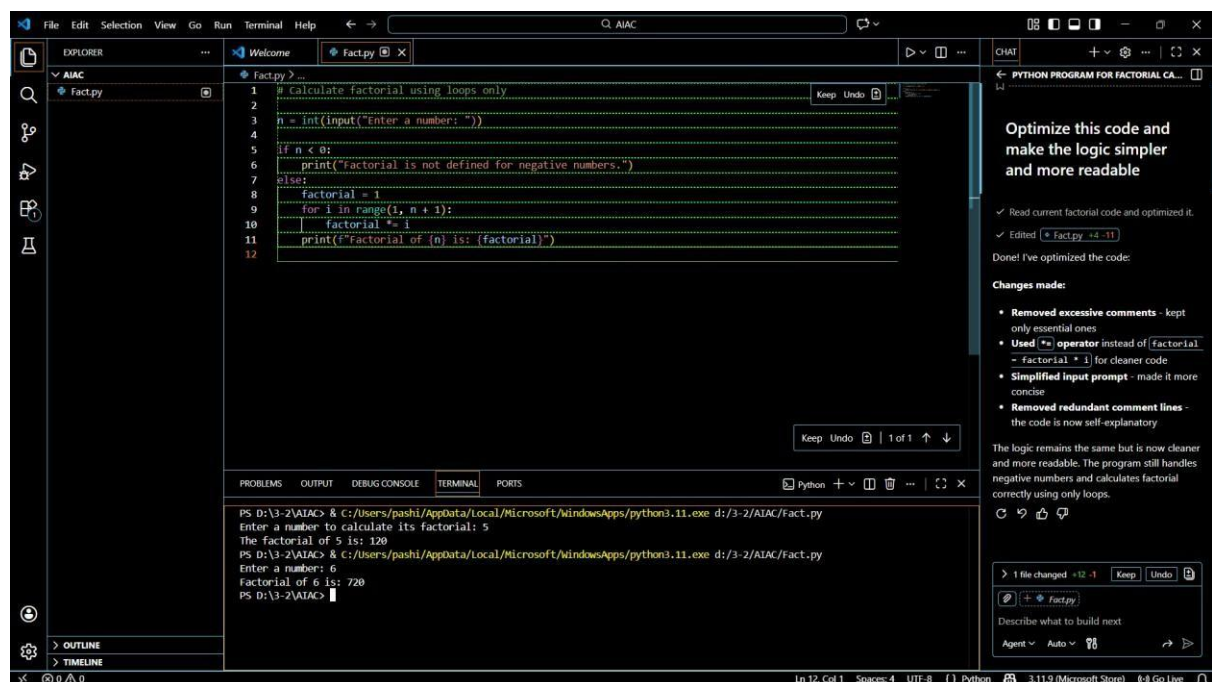 File Edit Selection View Go Run Terminal Help
AIAC
EXPLORER
AIAC
Fact.py
Welcome
Fact.py
Fact.py > ...
1 # Calculate factorial using loops only
2
3 n = int(input("Enter a number: "))
4
5 if n < 0:
6 print("Factorial is not defined for negative numbers.")
7 else:
8 factorial = 1
9 for i in range(1, n + 1):
10 factorial *= i
11 print(f"Factorial of {n} is: {factorial}")
12
Keep Undo
Keep Undo 1 of 1
PROBLEMS OUTPUT DEBUG CONSOLE TERMINAL PORTS
Python
PS D:\3-2\AIAC> & C:/Users/pashi/AppData/Local/Microsoft/WindowsApps/python3.11.exe d:/3-2/AIAC/Fact.py
Enter a number to calculate its factorial: 5
The factorial of 5 is: 120
PS D:\3-2\AIAC> & C:/Users/pashi/AppData/Local/Microsoft/WindowsApps/python3.11.exe d:/3-2/AIAC/Fact.py
Enter a number: 6
Factorial of 6 is: 720
PS D:\3-2\AIAC>
OUTLINE
TIMELINE
CHAT
PYTHON PROGRAM FOR FACTORIAL CA...
Optimize this code and
make the logic simpler
and more readable
Read current factorial code and optimized it.
Edited Fact.py +4 -11
Done! I've optimized the code:
Changes made:
• Removed excessive comments - kept
only essential ones
• Used *= operator instead of factorial
= factorial * i for cleaner code
• Simplified input prompt - made it more
concise
• Removed redundant comment lines -
the code is now self-explanatory
The logic remains the same but is now cleaner
and more readable. The program still handles
negative numbers and calculates factorial
correctly using only loops.
1 file changed +12 -1 Keep Undo
Fact.py
Describe what to build next
Agent Auto
0 0 Ln 12, Col 1 Spaces: 4 UTF-8 {} Python 3.11.9 (Microsoft Store) Go Live